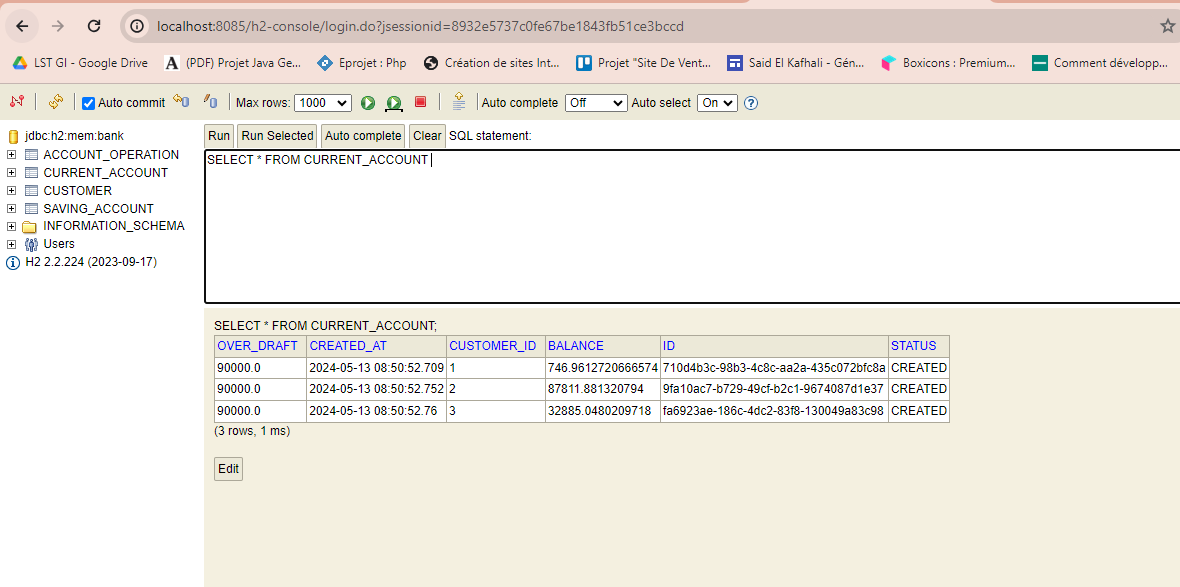 localhost:8085/h2-console/login.do?jsessionid=8932e5737c0fe67be1843fb51ce3bccd
LST GI - Google Drive (PDF) Projet Java Ge... Eprojet : Php Création de sites Int... Projet "Site De Vent... Said El Kafhali - Gén... Boxicons : Premium... Comment développ...
Auto commit Max rows: 1000 Auto complete Off Auto select On
jdbc:h2:mem:bank
ACCOUNT_OPERATION
CURRENT_ACCOUNT
CUSTOMER
SAVING_ACCOUNT
INFORMATION_SCHEMA
Users
H2 2.2.224 (2023-09-17)
Run Run Selected Auto complete Clear SQL statement:
SELECT * FROM CURRENT_ACCOUNT
SELECT * FROM CURRENT_ACCOUNT;
OVER_DRAFT CREATED_AT CUSTOMER_ID BALANCE ID STATUS
90000.0 2024-05-13 08:50:52.709 1 746.9612720666574 710d4b3c-98b3-4c8c-aa2a-435c072bfc8a CREATED
90000.0 2024-05-13 08:50:52.752 2 87811.881320794 9fa10ac7-b729-49cf-b2c1-9674087d1e37 CREATED
90000.0 2024-05-13 08:50:52.76 3 32885.0480209718 fa6923ae-186c-4dc2-83f8-130049a83c98 CREATED
(3 rows, 1 ms)
Edit